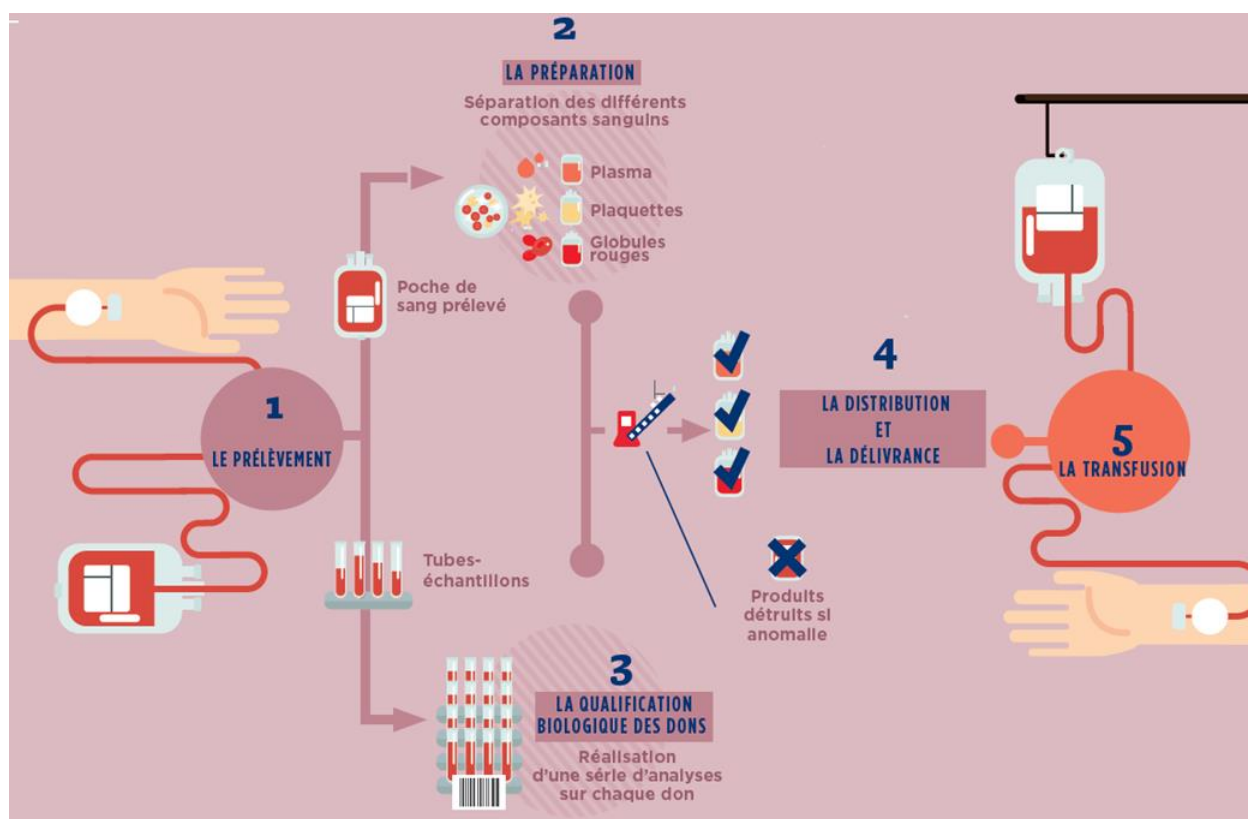 2
LA PRÉPARATION
Séparation des différents
composants sanguins
Plasma
Plaquettes
Globules
rouges
Poche de
sang prélevé
1
LE PRÉLÈVEMENT
Tubes-
échantillons
3
LA QUALIFICATION
BIOLOGIQUE DES DONS
Réalisation
d'une série d'analyses
sur chaque don
Produits
détruits si
anomalie
4
LA DISTRIBUTION
ET
LA DÉLIVRANCE
5
LA TRANSFUSION